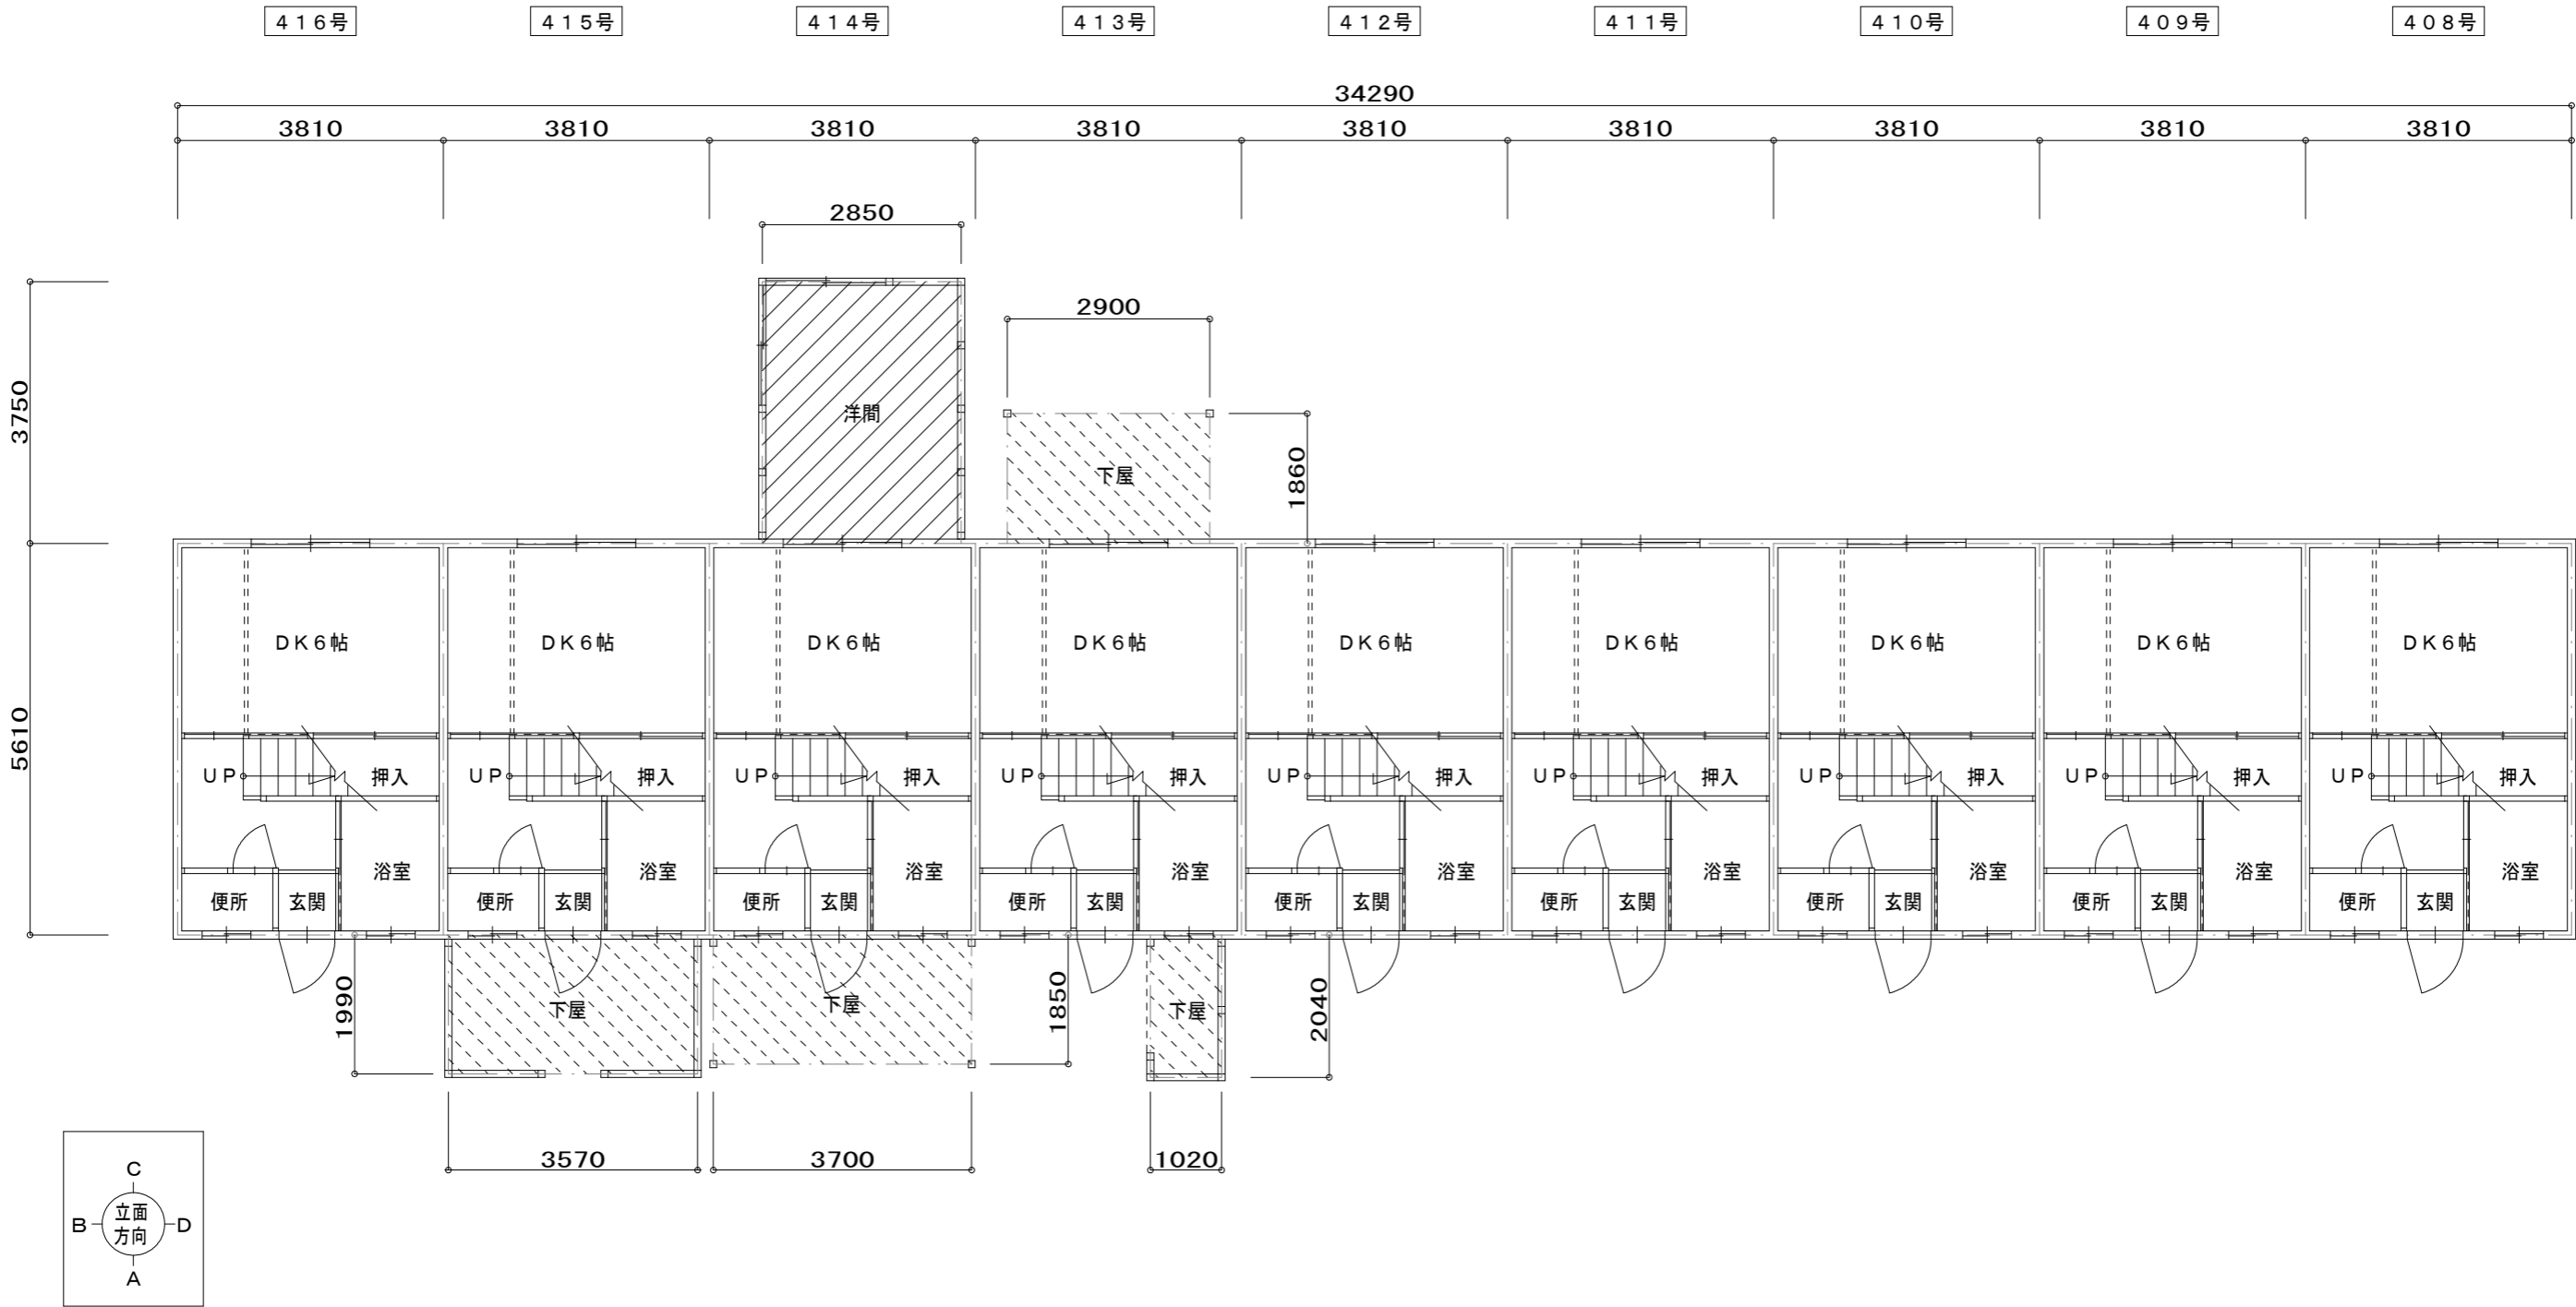 ４１６号 ４１５号 ４１４号 ４１３号 ４１２号 ４１１号 ４１０号 ４０９号 ４０８号
34290
3810 3810 3810 3810 3810 3810 3810 3810 3810
2850
2900
3750
洋間
1860
下屋
ＤＫ６帖 ＤＫ６帖 ＤＫ６帖 ＤＫ６帖 ＤＫ６帖 ＤＫ６帖 ＤＫ６帖 ＤＫ６帖 ＤＫ６帖
5610
ＵＰ 押入 ＵＰ 押入 ＵＰ 押入 ＵＰ 押入 ＵＰ 押入 ＵＰ 押入 ＵＰ 押入 ＵＰ 押入 ＵＰ 押入
浴室 浴室 浴室 浴室 浴室 浴室 浴室 浴室 浴室
便所 玄関 便所 玄関 便所 玄関 便所 玄関 便所 玄関 便所 玄関 便所 玄関 便所 玄関 便所 玄関
1990 下屋 下屋 1850 下屋 2040
3570 3700 1020
C
B 立面 D
方向
A